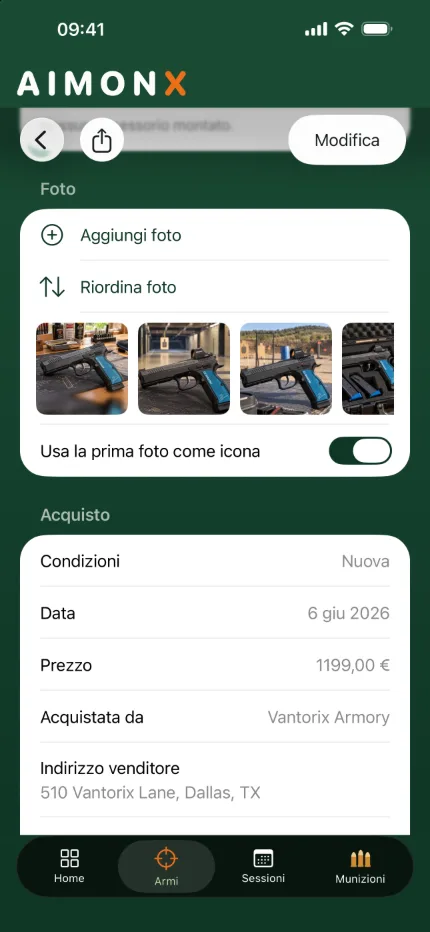 09:41
AIMONX
essorio montato.
Modifica
Foto
Aggiungi foto
Riordina foto
Usa la prima foto come icona
Acquisto
Condizioni Nuova
Data 6 giu 2026
Prezzo 1199,00 €
Acquistata da Vantorix Armory
Indirizzo venditore
510 Vantorix Lane, Dallas, TX
Home Armi Sessioni Munizioni